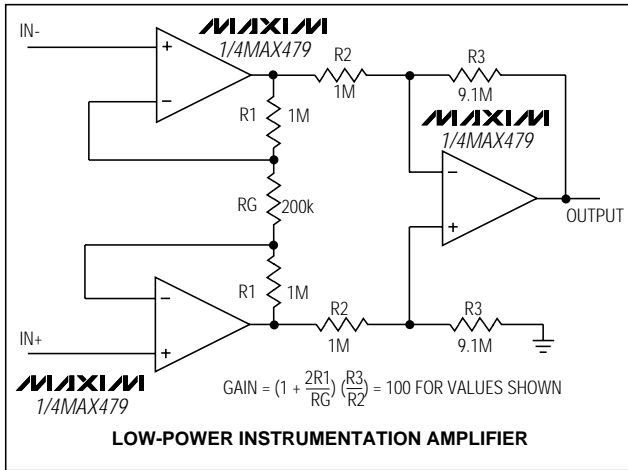 IN-
MAXIM
1/4MAX479
+
−
R1
1M
R2
1M
R3
9.1M
MAXIM
1/4MAX479
−
+
OUTPUT
RG
200k
R1
1M
−
+
IN+
R2
1M
R3
9.1M
MAXIM
1/4MAX479
GAIN = (1 + 2R1/RG) (R3/R2) = 100 FOR VALUES SHOWN
LOW-POWER INSTRUMENTATION AMPLIFIER